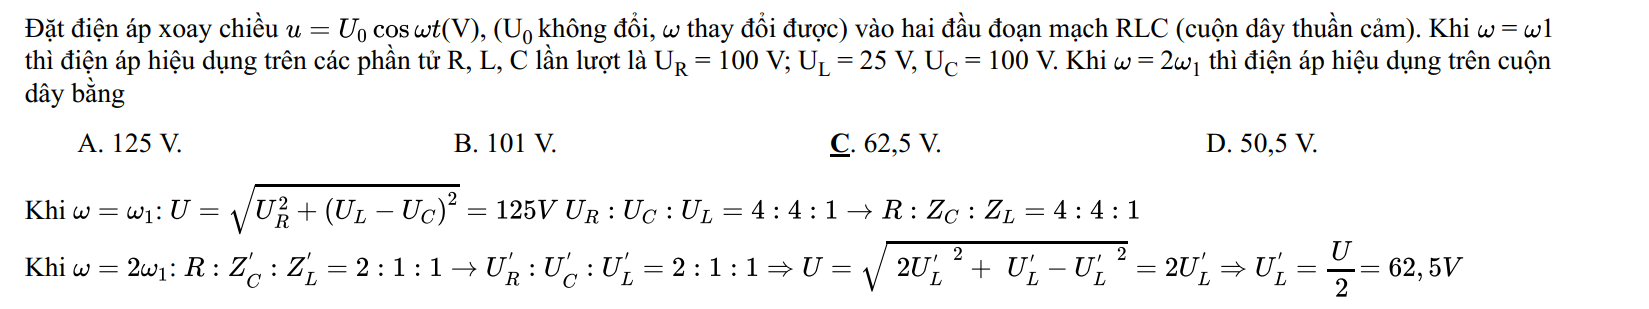 Đặt điện áp xoay chiều u = U₀ cos ωt(V), (U₀ không đổi, ω thay đổi được) vào hai đầu đoạn mạch RLC (cuộn dây thuần cảm). Khi ω = ω1
thì điện áp hiệu dụng trên các phần tử R, L, C lần lượt là U_R = 100 V; U_L = 25 V, U_C = 100 V. Khi ω = 2ω₁ thì điện áp hiệu dụng trên cuộn
dây bằng
A. 125 V. B. 101 V. C. 62,5 V. D. 50,5 V.
Khi ω = ω₁: U = √(U_R² + (U_L − U_C)²) = 125V U_R : U_C : U_L = 4 : 4 : 1 → R : Z_C : Z_L = 4 : 4 : 1
Khi ω = 2ω₁: R : Z'_C : Z'_L = 2 : 1 : 1 → U'_R : U'_C : U'_L = 2 : 1 : 1 ⇒ U = √(2U'_L ² + U'_L − U'_L ²) = 2U'_L ⇒ U'_L = U/2 = 62,5V